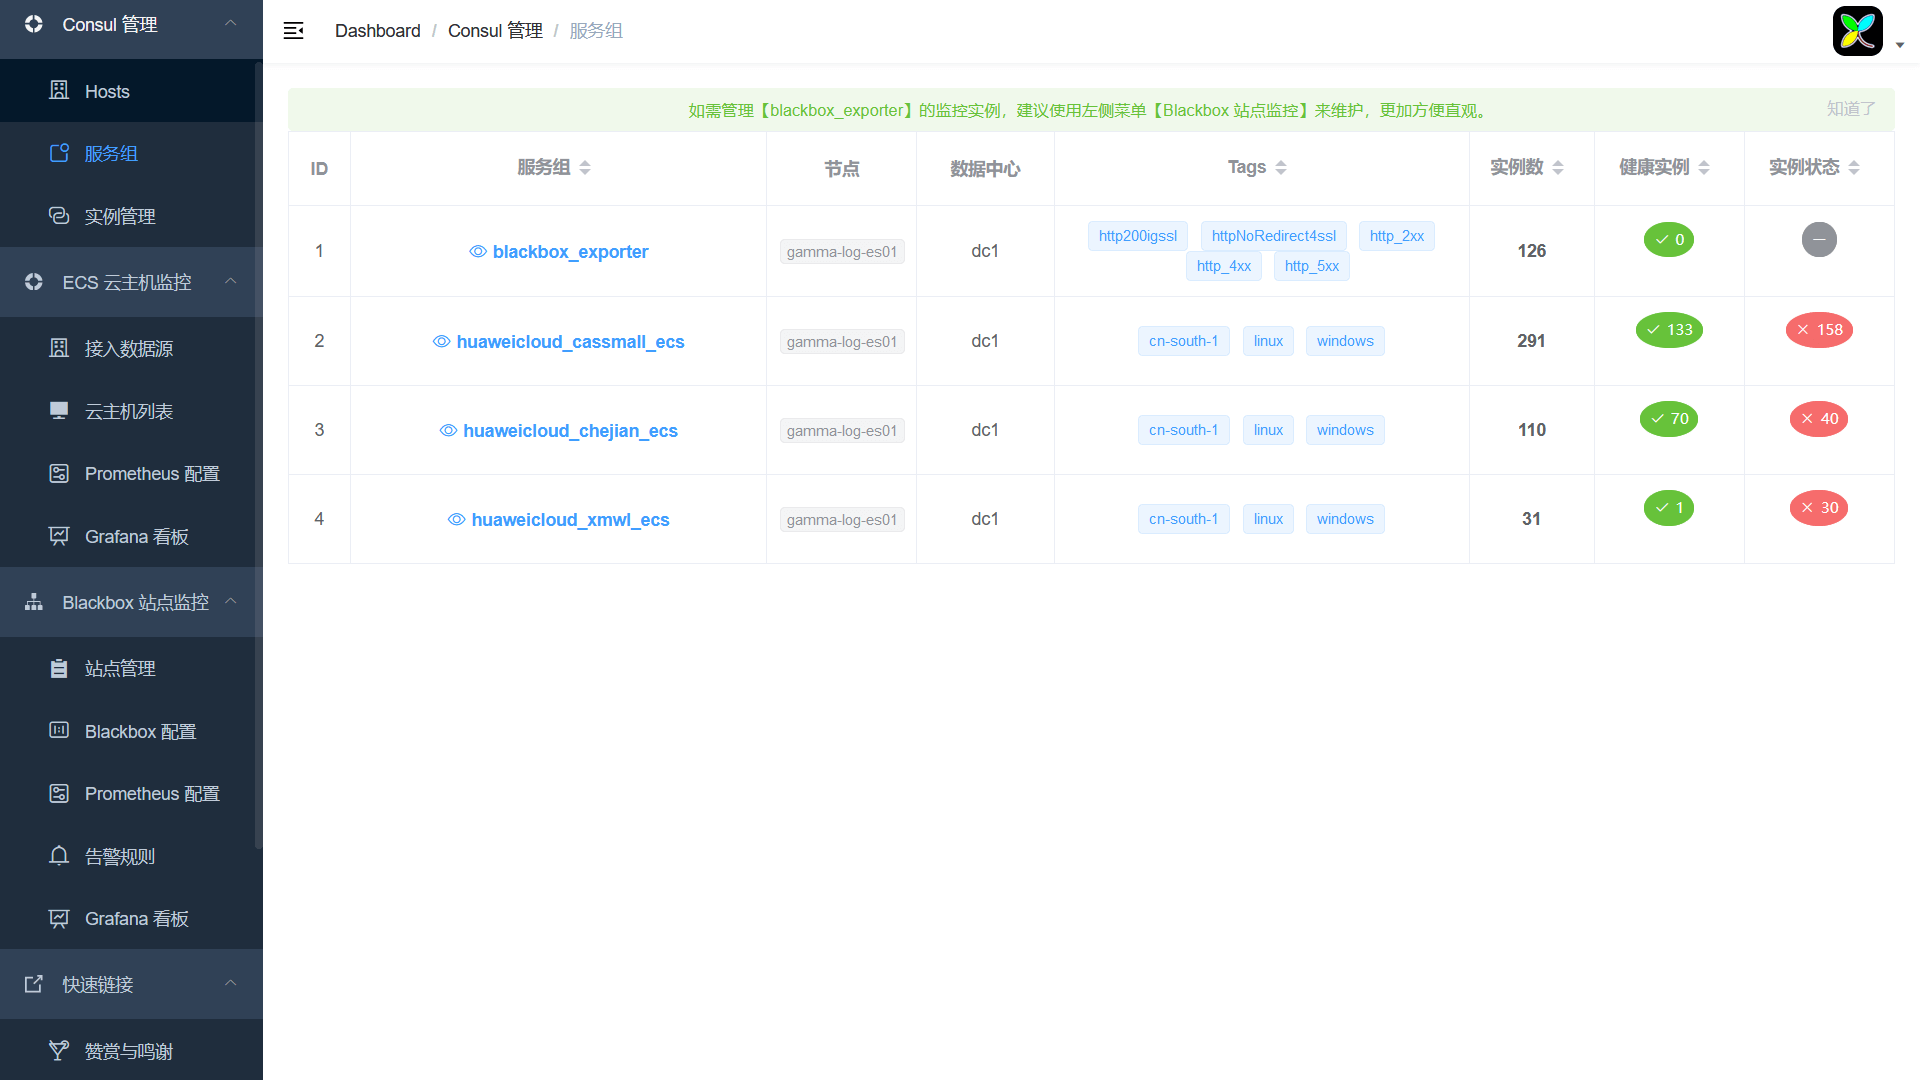 Consul 管理
Hosts
服务组
实例管理
ECS 云主机监控
接入数据源
云主机列表
Prometheus 配置
Grafana 看板
Blackbox 站点监控
站点管理
Blackbox 配置
Prometheus 配置
告警规则
Grafana 看板
快速链接
赞赏与鸣谢
Dashboard / Consul 管理 / 服务组
如需管理【blackbox_exporter】的监控实例，建议使用左侧菜单【Blackbox 站点监控】来维护，更加方便直观。 知道了
ID 服务组 节点 数据中心 Tags 实例数 健康实例 实例状态
1 blackbox_exporter gamma-log-es01 dc1 http200igssl httpNoRedirect4ssl http_2xx 126 0
http_4xx http_5xx
2 huaweicloud_cassmall_ecs gamma-log-es01 dc1 cn-south-1 linux windows 291 133 158
3 huaweicloud_chejian_ecs gamma-log-es01 dc1 cn-south-1 linux windows 110 70 40
4 huaweicloud_xmwl_ecs gamma-log-es01 dc1 cn-south-1 linux windows 31 1 30